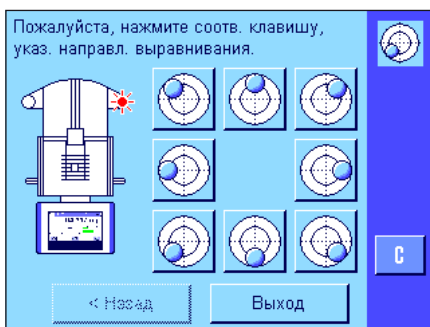 Пожалуйста, нажмите соотв. клавишу,
указ. направл. выравнивания.
C
< Назад
Выход